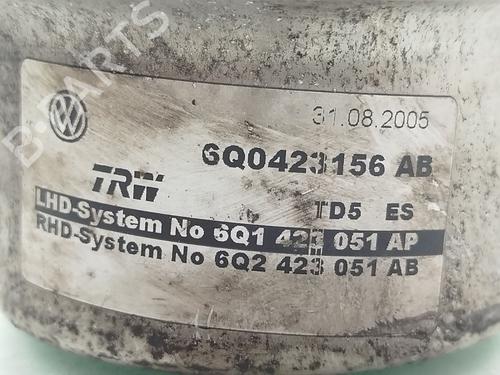 31.08.2005
6Q0423156 AB
TRW
TD5 ES
LHD-System No 6Q1 423 051 AP
RHD-System No 6Q2 423 051 AB
B-PARTS